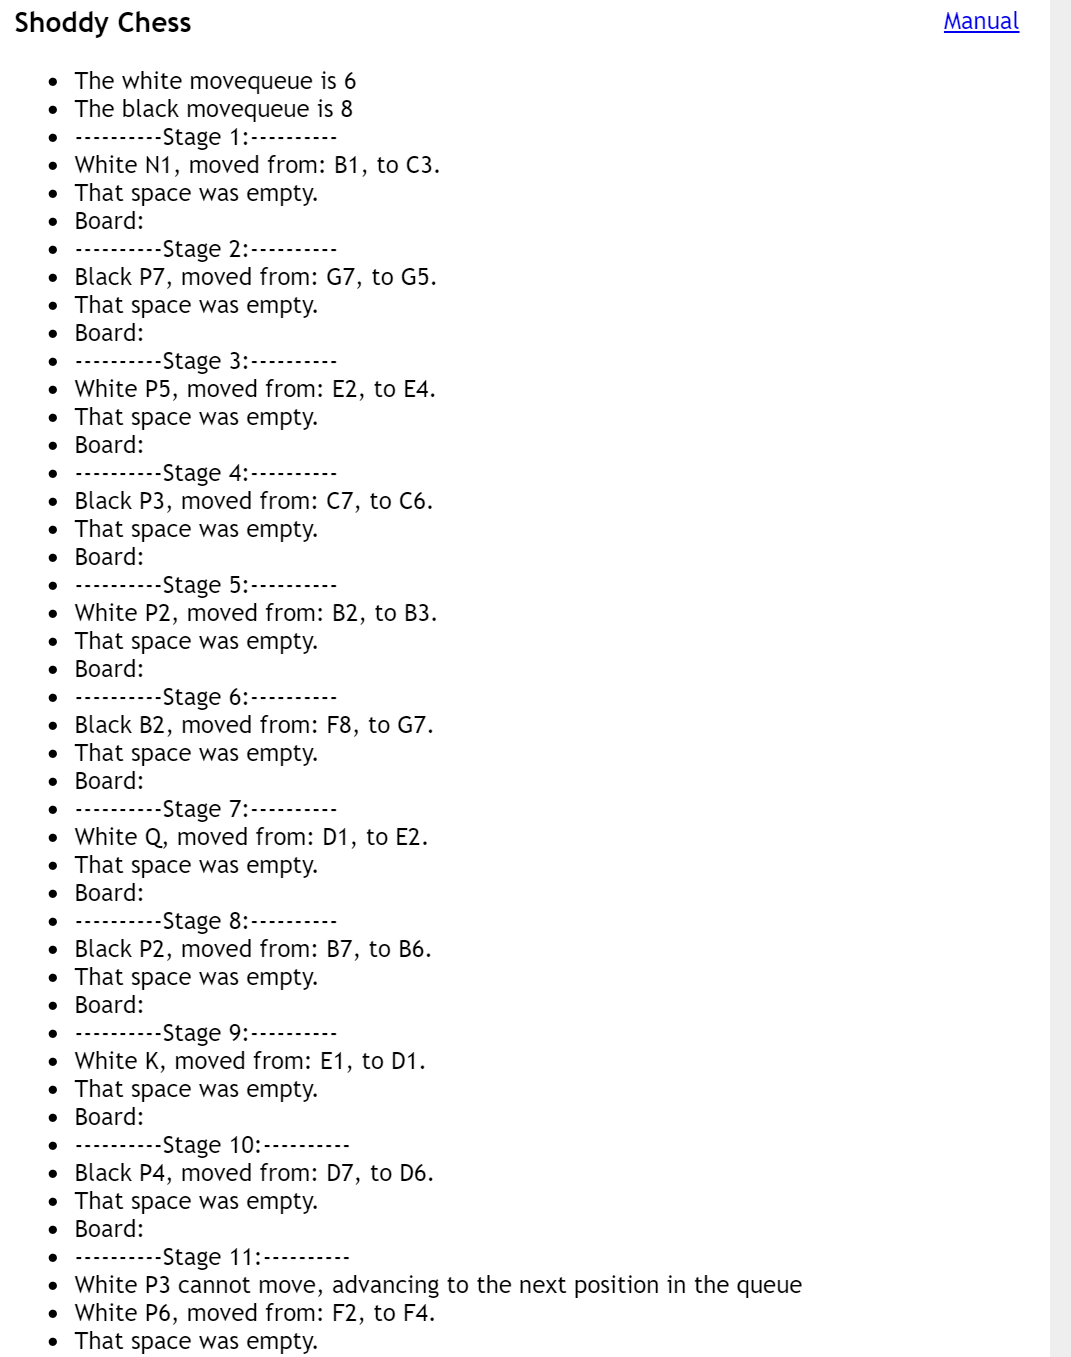 Shoddy Chess
Manual
The white movequeue is 6
The black movequeue is 8
----------Stage 1:----------
White N1, moved from: B1, to C3.
That space was empty.
Board:
----------Stage 2:----------
Black P7, moved from: G7, to G5.
That space was empty.
Board:
----------Stage 3:----------
White P5, moved from: E2, to E4.
That space was empty.
Board:
----------Stage 4:----------
Black P3, moved from: C7, to C6.
That space was empty.
Board:
----------Stage 5:----------
White P2, moved from: B2, to B3.
That space was empty.
Board:
----------Stage 6:----------
Black B2, moved from: F8, to G7.
That space was empty.
Board:
----------Stage 7:----------
White Q, moved from: D1, to E2.
That space was empty.
Board:
----------Stage 8:----------
Black P2, moved from: B7, to B6.
That space was empty.
Board:
----------Stage 9:----------
White K, moved from: E1, to D1.
That space was empty.
Board:
----------Stage 10:----------
Black P4, moved from: D7, to D6.
That space was empty.
Board:
----------Stage 11:----------
White P3 cannot move, advancing to the next position in the queue
White P6, moved from: F2, to F4.
That space was empty.